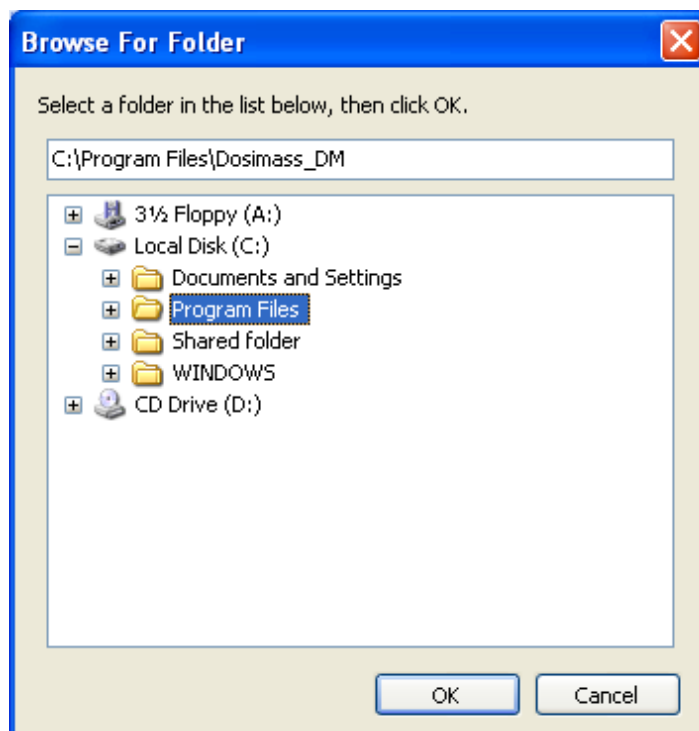 Browse For Folder
Select a folder in the list below, then click OK.
C:\Program Files\Dosimass_DM
3½ Floppy (A:)
Local Disk (C:)
Documents and Settings
Program Files
Shared folder
WINDOWS
CD Drive (D:)
OK Cancel